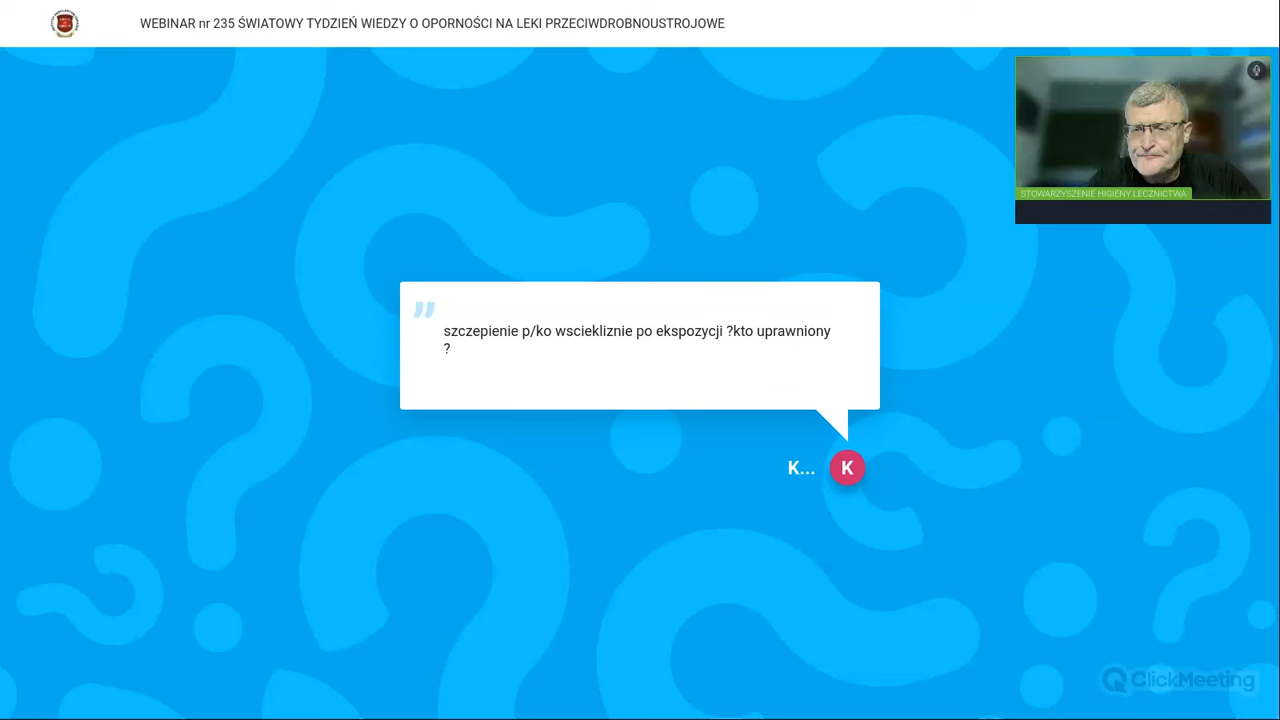 WEBINAR nr 235 ŚWIATOWY TYDZIEŃ WIEDZY O OPORNOŚCI NA LEKI PRZECIWDROBNOUSTROJOWE
STOWARZYSZENIE HIGIENY LECZNICTWA
szczepienie p/ko wsciekliznie po ekspozycji ?kto uprawniony
?
K... K
ClickMeeting